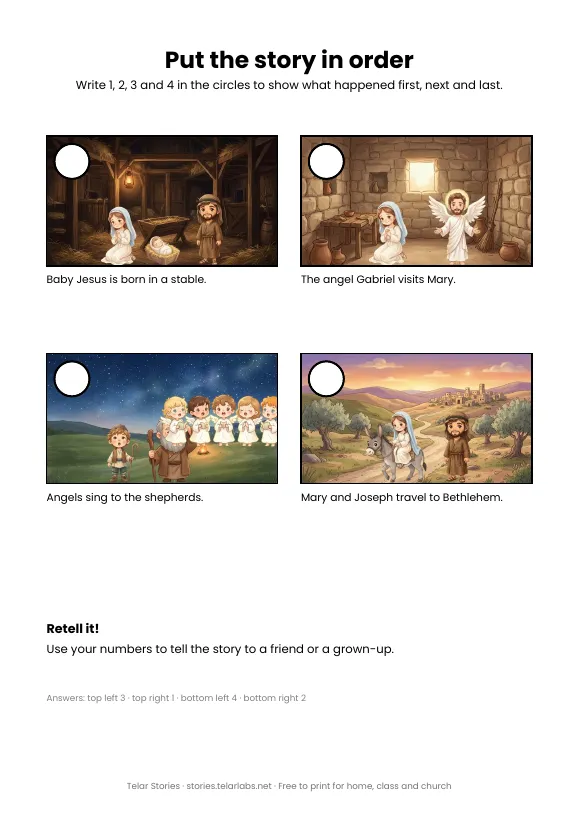 Put the story in order
Write 1, 2, 3 and 4 in the circles to show what happened first, next and last.
Baby Jesus is born in a stable.
The angel Gabriel visits Mary.
Angels sing to the shepherds.
Mary and Joseph travel to Bethlehem.
Retell it!
Use your numbers to tell the story to a friend or a grown-up.
Answers: top left 3 · top right 1 · bottom left 4 · bottom right 2
Telar Stories · stories.telarlabs.net · Free to print for home, class and church